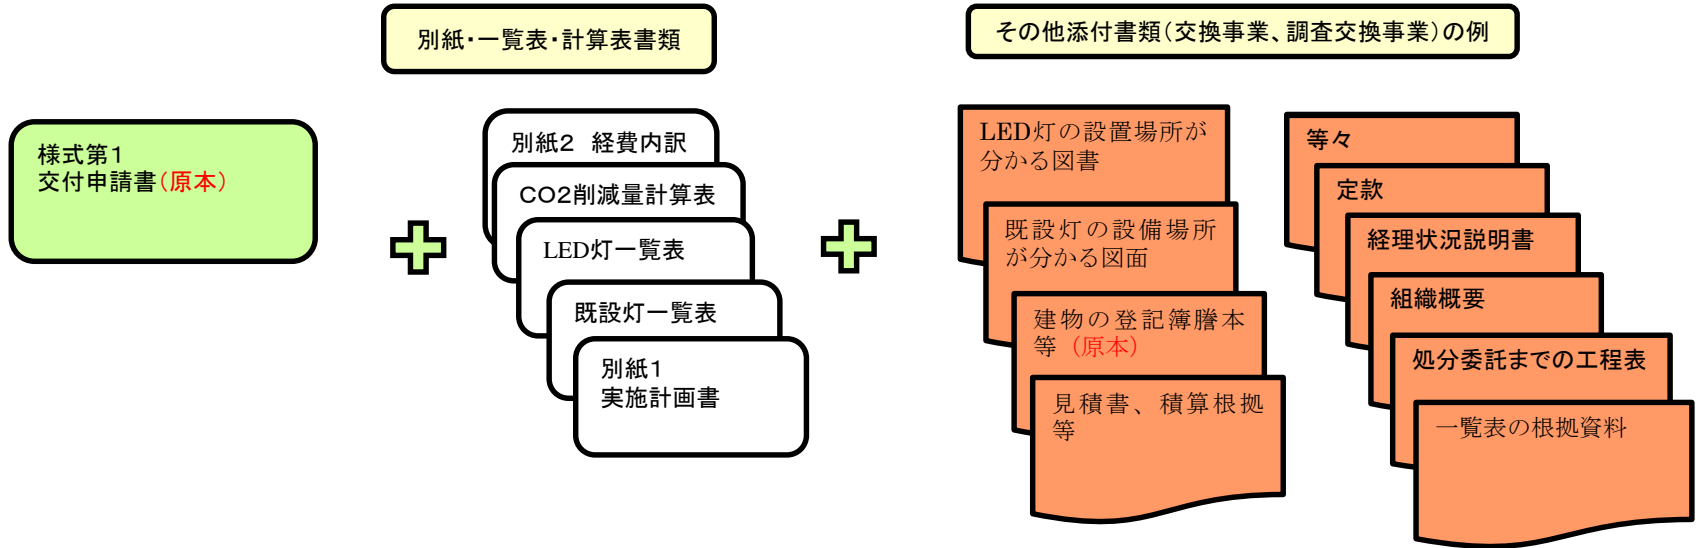 別紙・一覧表・計算表書類
その他添付書類(交換事業、調査交換事業)の例
様式第1
交付申請書(原本)
別紙2 経費内訳
CO2削減量計算表
LED灯一覧表
既設灯一覧表
別紙1
実施計画書
LED灯の設置場所が
分かる図書
既設灯の設備場所
が分かる図面
建物の登記簿謄本
等(原本)
見積書、積算根拠
等
等々
定款
経理状況説明書
組織概要
処分委託までの工程表
一覧表の根拠資料